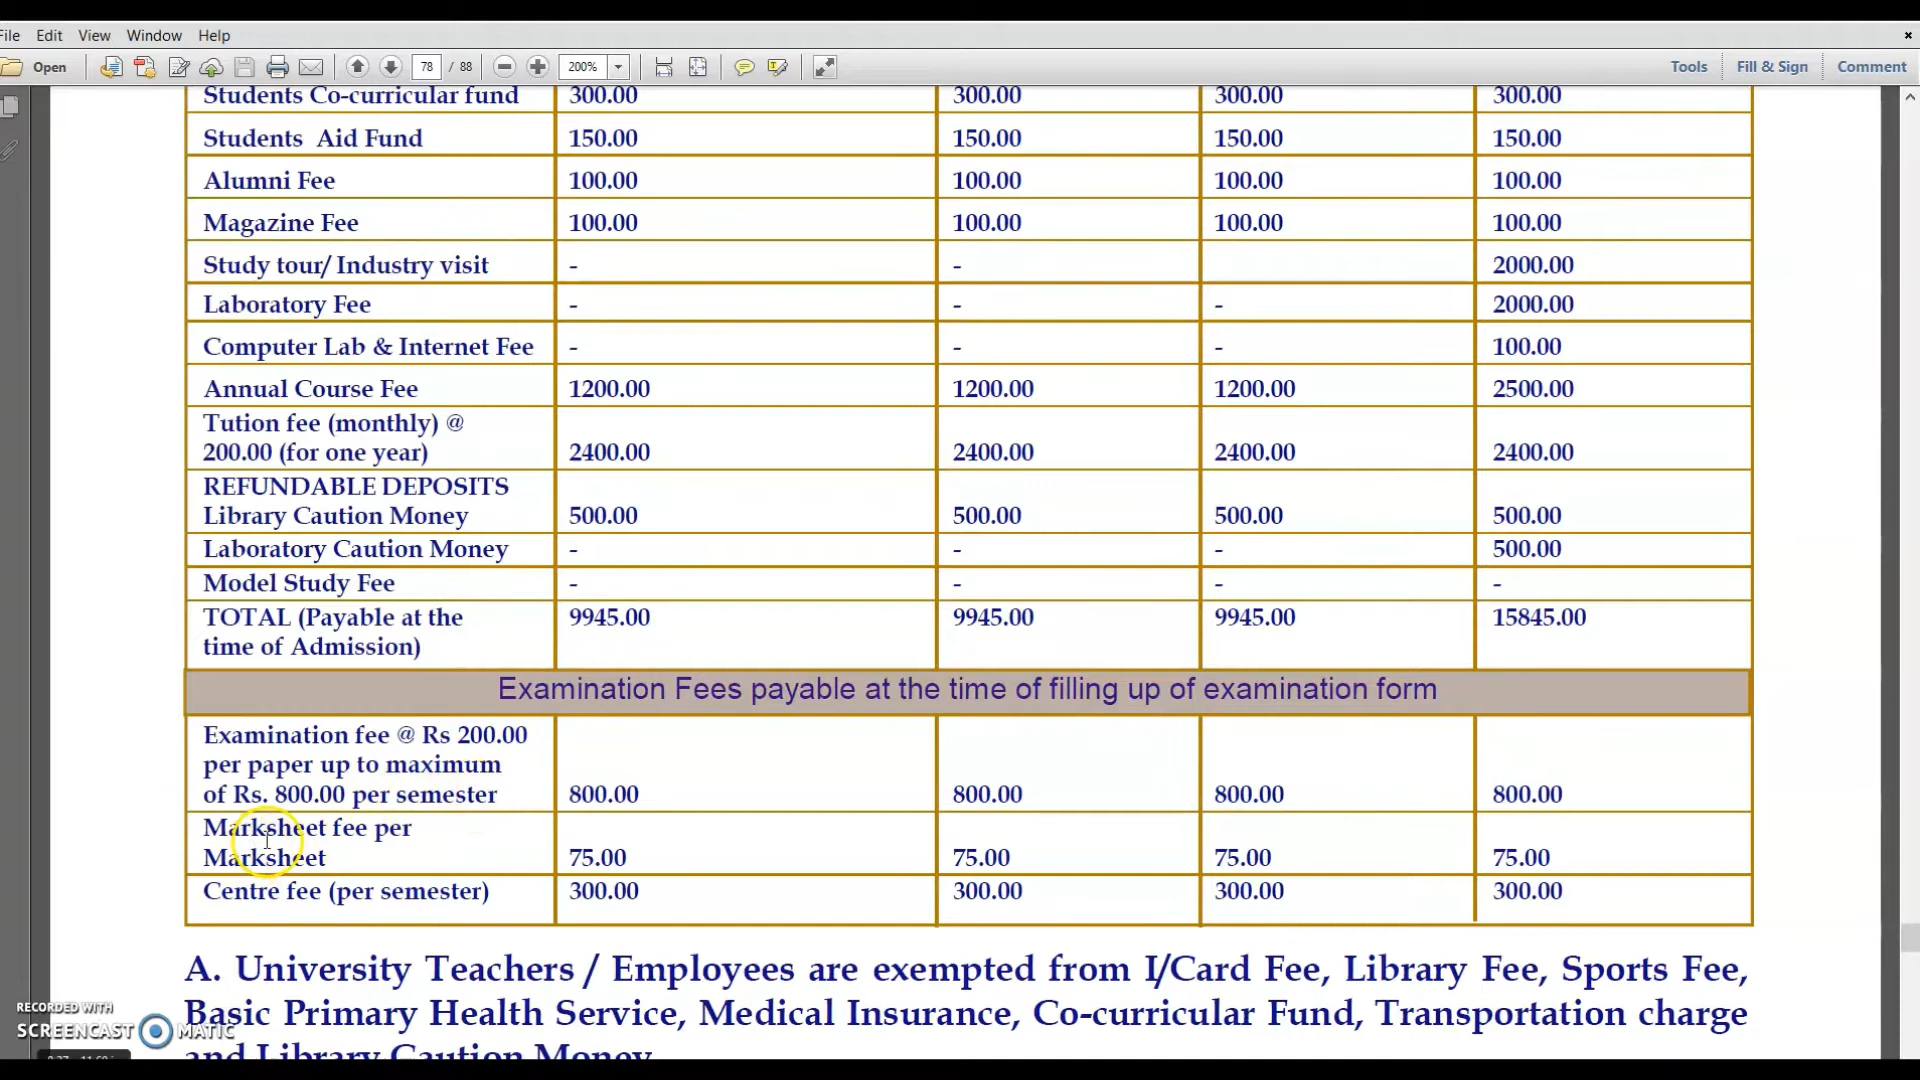 File Edit View Window Help
Open 78 / 88 200% Tools Fill & Sign Comment
Students Co-curricular fund 300.00 300.00 300.00 300.00
Students Aid Fund 150.00 150.00 150.00 150.00
Alumni Fee 100.00 100.00 100.00 100.00
Magazine Fee 100.00 100.00 100.00 100.00
Study tour/ Industry visit - - 2000.00
Laboratory Fee - - - 2000.00
Computer Lab & Internet Fee - - - 100.00
Annual Course Fee 1200.00 1200.00 1200.00 2500.00
Tution fee (monthly) @
200.00 (for one year) 2400.00 2400.00 2400.00 2400.00
REFUNDABLE DEPOSITS
Library Caution Money 500.00 500.00 500.00 500.00
Laboratory Caution Money - - - 500.00
Model Study Fee - - - -
TOTAL (Payable at the 9945.00 9945.00 9945.00 15845.00
time of Admission)
Examination Fees payable at the time of filling up of examination form
Examination fee @ Rs 200.00
per paper up to maximum
of Rs. 800.00 per semester 800.00 800.00 800.00 800.00
Marksheet fee per
Marksheet 75.00 75.00 75.00 75.00
Centre fee (per semester) 300.00 300.00 300.00 300.00
A. University Teachers / Employees are exempted from I/Card Fee, Library Fee, Sports Fee,
Basic Primary Health Service, Medical Insurance, Co-curricular Fund, Transportation charge
and Library Caution Money
RECORDED WITH
SCREENCAST MATIC